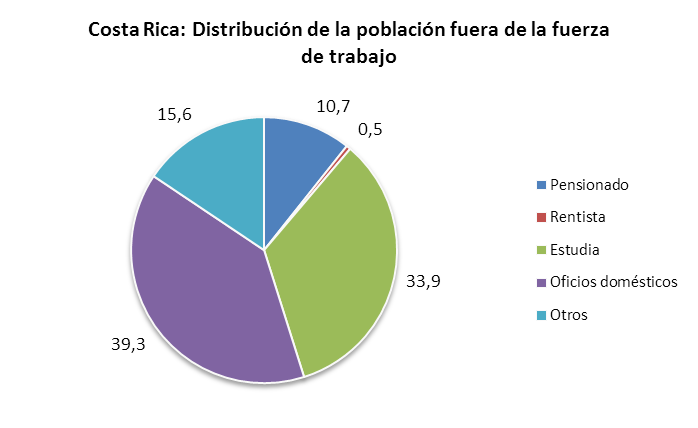 Costa Rica: Distribución de la población fuera de la fuerza
de trabajo
10,7
0,5
15,6
33,9
39,3
Pensionado
Rentista
Estudia
Oficios domésticos
Otros